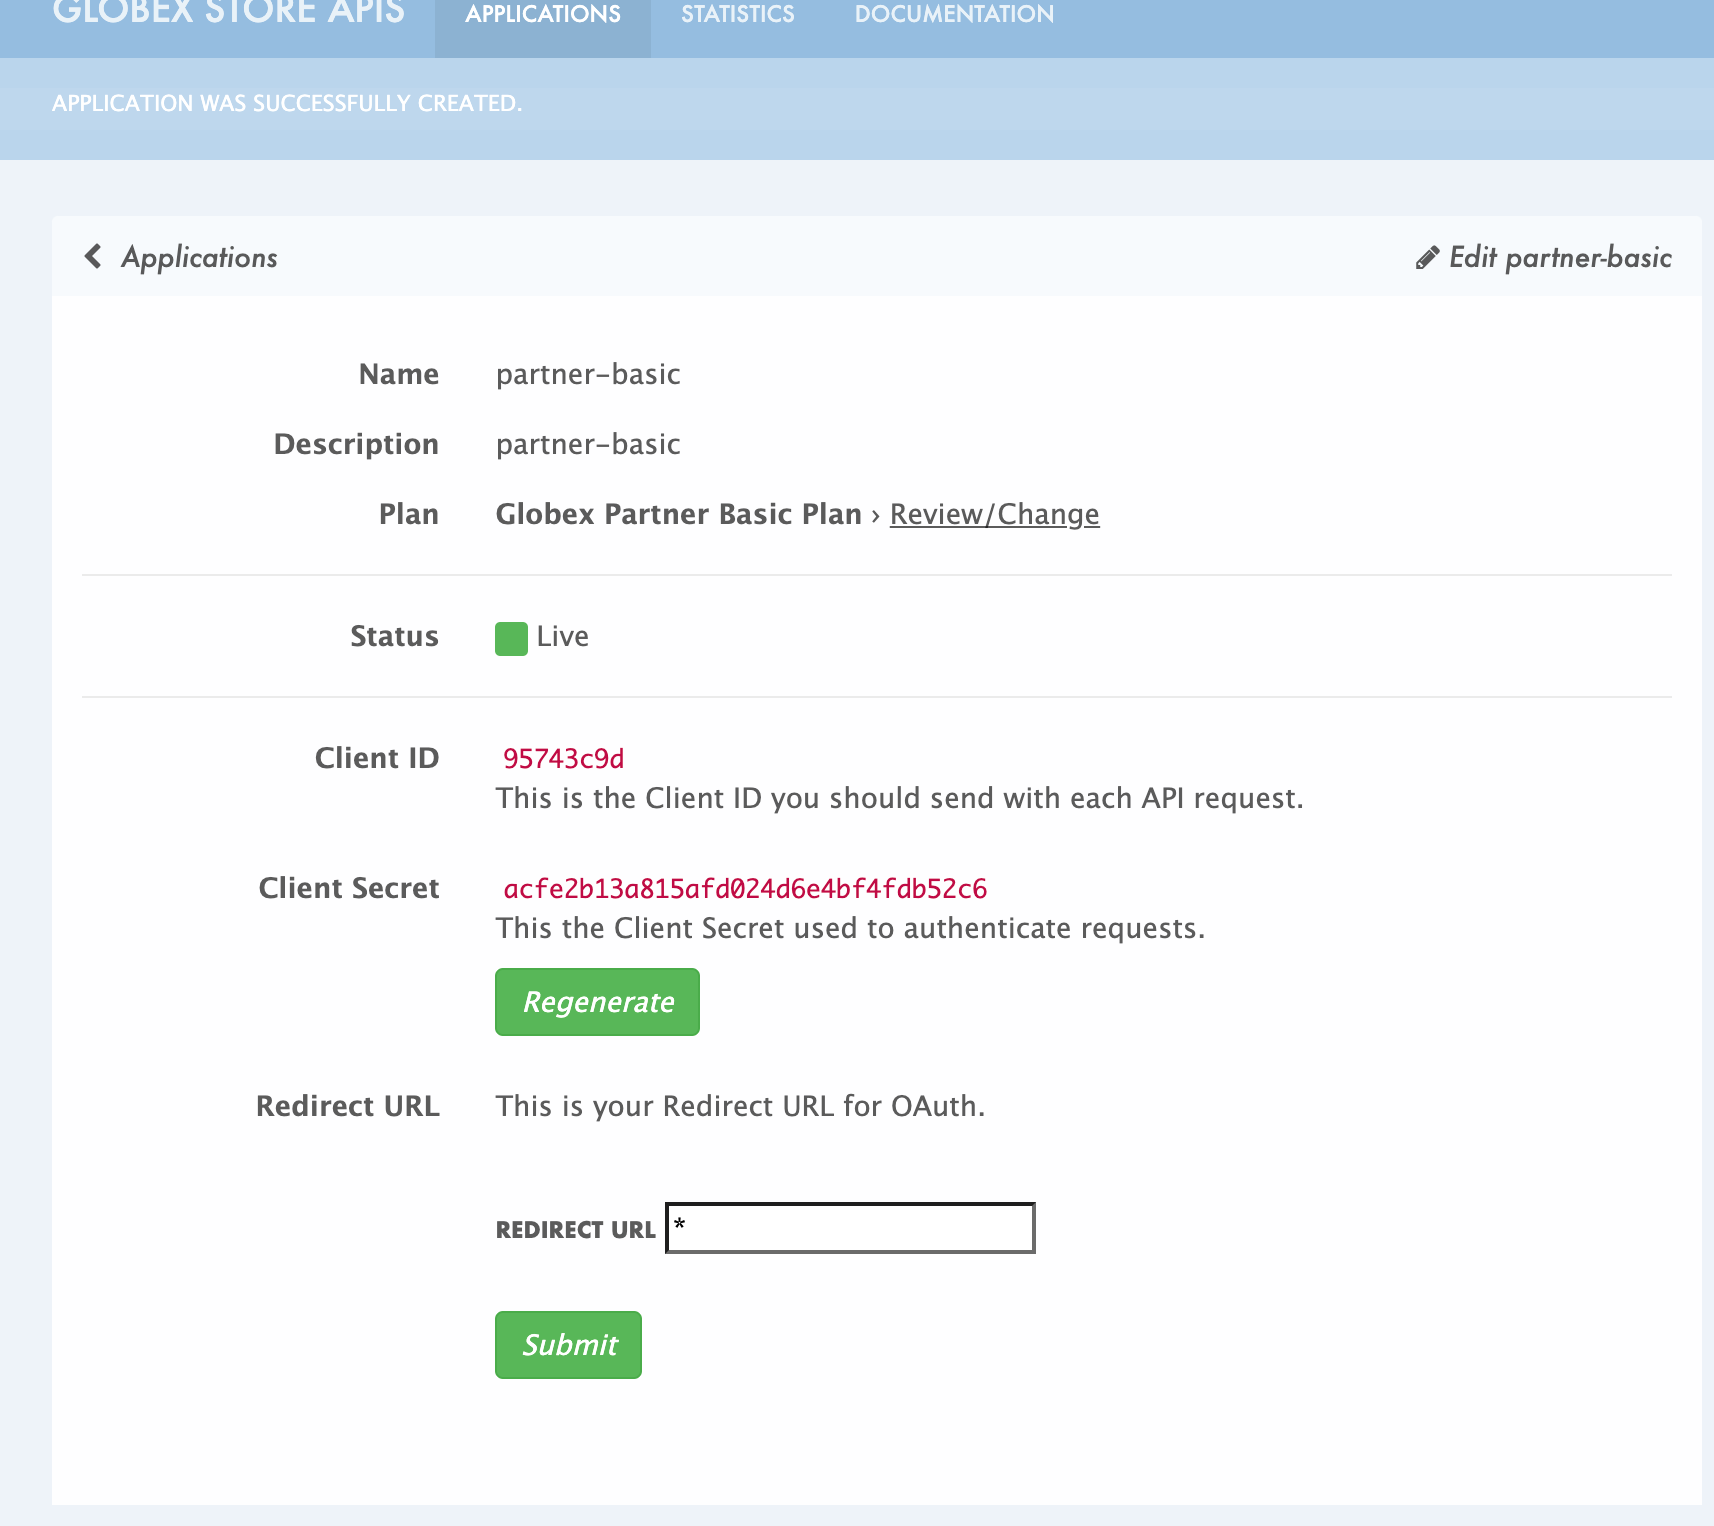 GLOBEX STORE APIS APPLICATIONS STATISTICS DOCUMENTATION
APPLICATION WAS SUCCESSFULLY CREATED.
Applications Edit partner-basic
Name partner-basic
Description partner-basic
Plan Globex Partner Basic Plan › Review/Change
Status Live
Client ID 95743c9d
This is the Client ID you should send with each API request.
Client Secret acfe2b13a815afd024d6e4bf4fdb52c6
This the Client Secret used to authenticate requests.
Regenerate
Redirect URL This is your Redirect URL for OAuth.
REDIRECT URL *
Submit